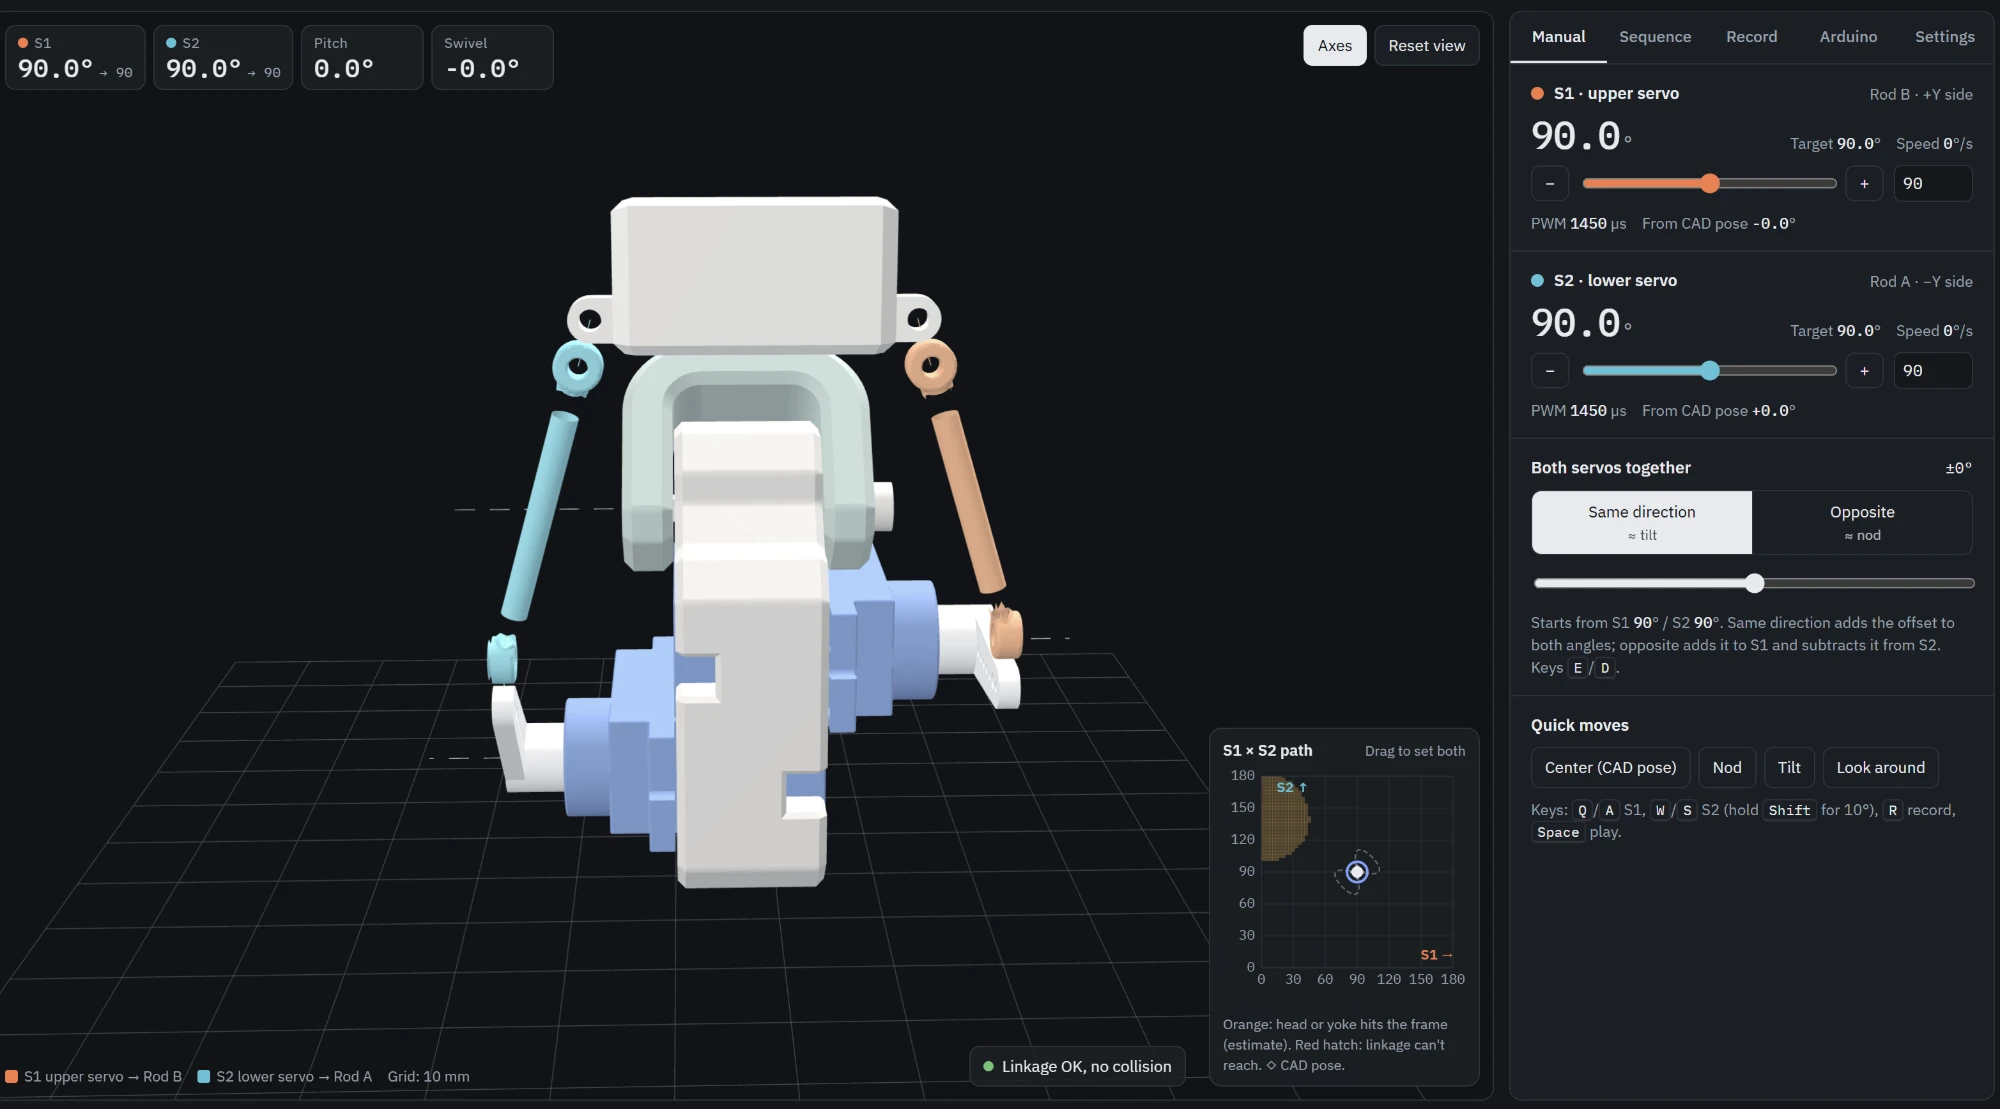 S1
90.0° → 90
S2
90.0° → 90
Pitch
0.0°
Swivel
-0.0°
Axes
Reset view
Manual
Sequence
Record
Arduino
Settings
S1 · upper servo
Rod B · +Y side
90.0°
Target 90.0° Speed 0°/s
−
+
90
PWM 1450 µs From CAD pose -0.0°
S2 · lower servo
Rod A · −Y side
90.0°
Target 90.0° Speed 0°/s
−
+
90
PWM 1450 µs From CAD pose +0.0°
Both servos together
±0°
Same direction
≈ tilt
Opposite
≈ nod
Starts from S1 90° / S2 90°. Same direction adds the offset to
both angles; opposite adds it to S1 and subtracts it from S2.
Keys E / D.
Quick moves
Center (CAD pose)
Nod
Tilt
Look around
Keys: Q / A S1, W / S S2 (hold Shift for 10°), R record,
Space play.
S1 × S2 path
Drag to set both
180
S2 ↑
150
120
90
60
30
S1 →
0
0 30 60 90 120 150 180
Orange: head or yoke hits the frame
(estimate). Red hatch: linkage can't
reach. ◇ CAD pose.
Linkage OK, no collision
S1 upper servo → Rod B
S2 lower servo → Rod A
Grid: 10 mm